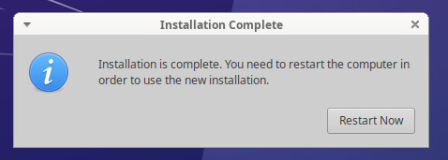 Installation Complete
Installation is complete. You need to restart the computer in
order to use the new installation.
Restart Now